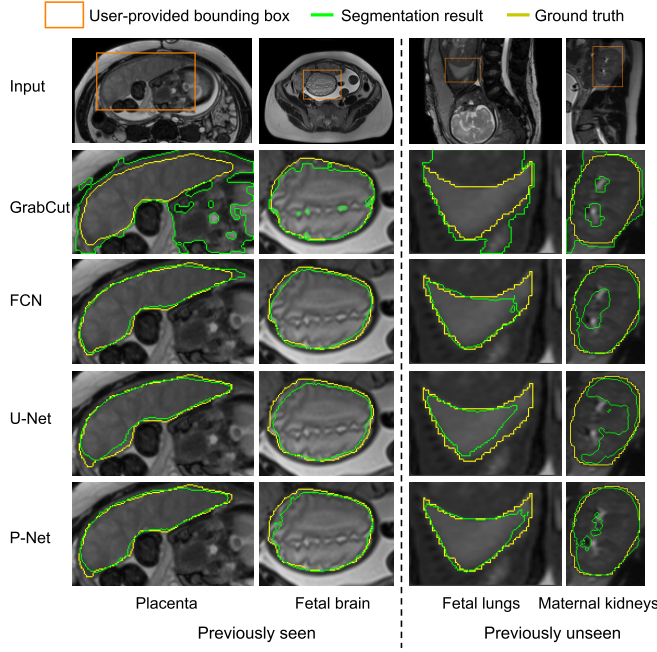 User-provided bounding box Segmentation result Ground truth
Input
GrabCut
FCN
U-Net
P-Net
Placenta Fetal brain Fetal lungs Maternal kidneys
Previously seen Previously unseen